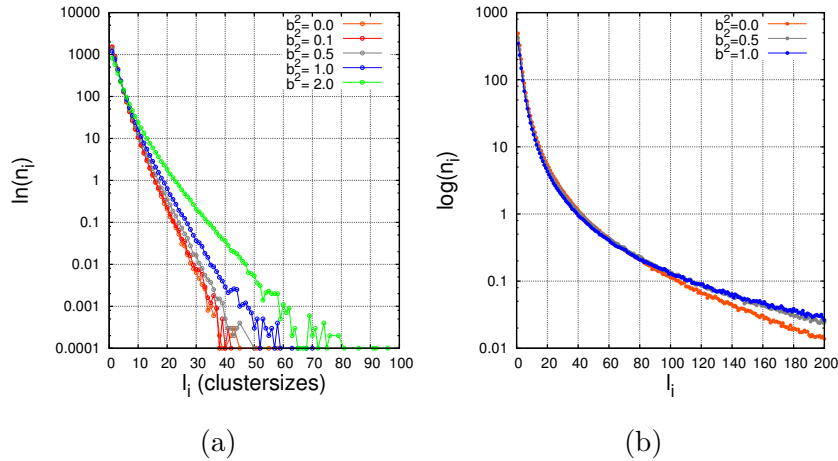 10000
1000
100
10
1
0.1
0.01
0.001
0.0001
ln(n_i)
0 10 20 30 40 50 60 70 80 90 100
l_i (clustersizes)
b^2= 0.0
b^2= 0.1
b^2= 0.5
b^2= 1.0
b^2= 2.0
(a)
1000
100
10
1
0.1
0.01
log(n_i)
0 20 40 60 80 100 120 140 160 180 200
l_i
b^2=0.0
b^2=0.5
b^2=1.0
(b)